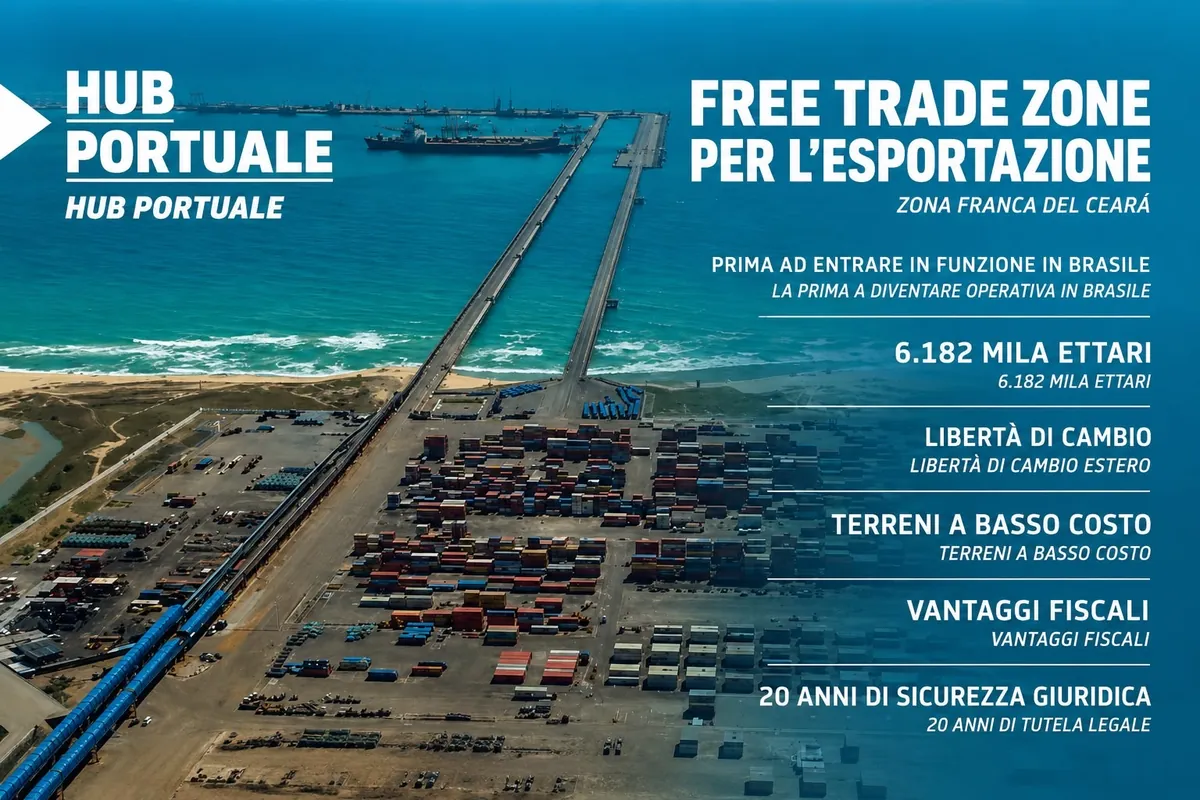 HUB
PORTUALE
HUB PORTUALE
FREE TRADE ZONE
PER L'ESPORTAZIONE
ZONA FRANCA DEL CEARÁ
PRIMA AD ENTRARE IN FUNZIONE IN BRASILE
LA PRIMA A DIVENTARE OPERATIVA IN BRASILE
6.182 MILA ETTARI
6.182 MILA ETTARI
LIBERTÀ DI CAMBIO
LIBERTÀ DI CAMBIO ESTERO
TERRENI A BASSO COSTO
TERRENI A BASSO COSTO
VANTAGGI FISCALI
VANTAGGI FISCALI
20 ANNI DI SICUREZZA GIURIDICA
20 ANNI DI TUTELA LEGALE